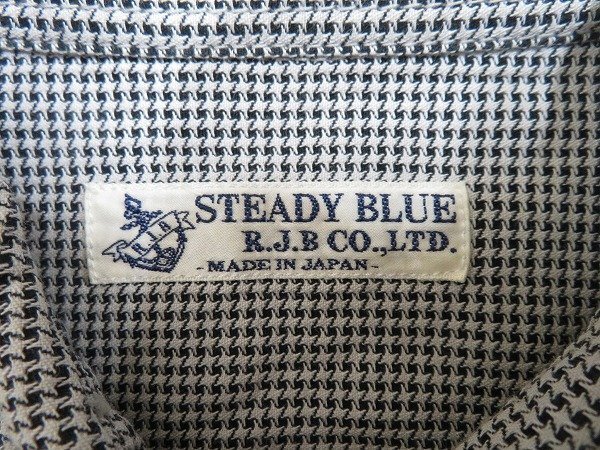 STEADY BLUE
R.J.B CO.,LTD.
- MADE IN JAPAN -
R.J.B